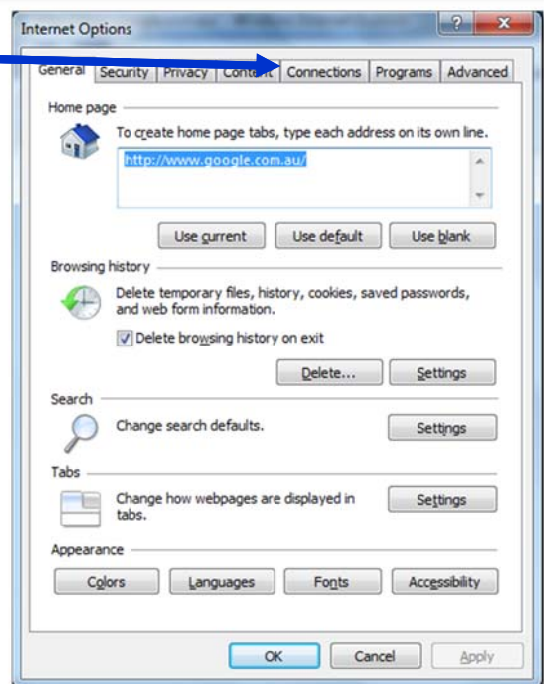 Internet Options
General Security Privacy Content Connections Programs Advanced
Home page
To create home page tabs, type each address on its own line.
http://www.google.com.au/
Use current Use default Use blank
Browsing history
Delete temporary files, history, cookies, saved passwords,
and web form information.
Delete browsing history on exit
Delete... Settings
Search
Change search defaults. Settings
Tabs
Change how webpages are displayed in Settings
tabs.
Appearance
Colors Languages Fonts Accessibility
OK Cancel Apply